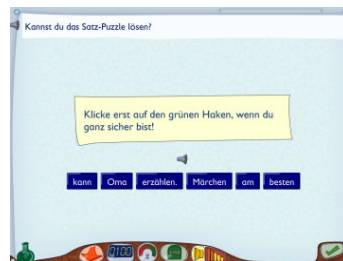 Kannst du das Satz-Puzzle lösen?
Klicke erst auf den grünen Haken, wenn du
ganz sicher bist!
kann Oma erzählen. Märchen am besten
0100